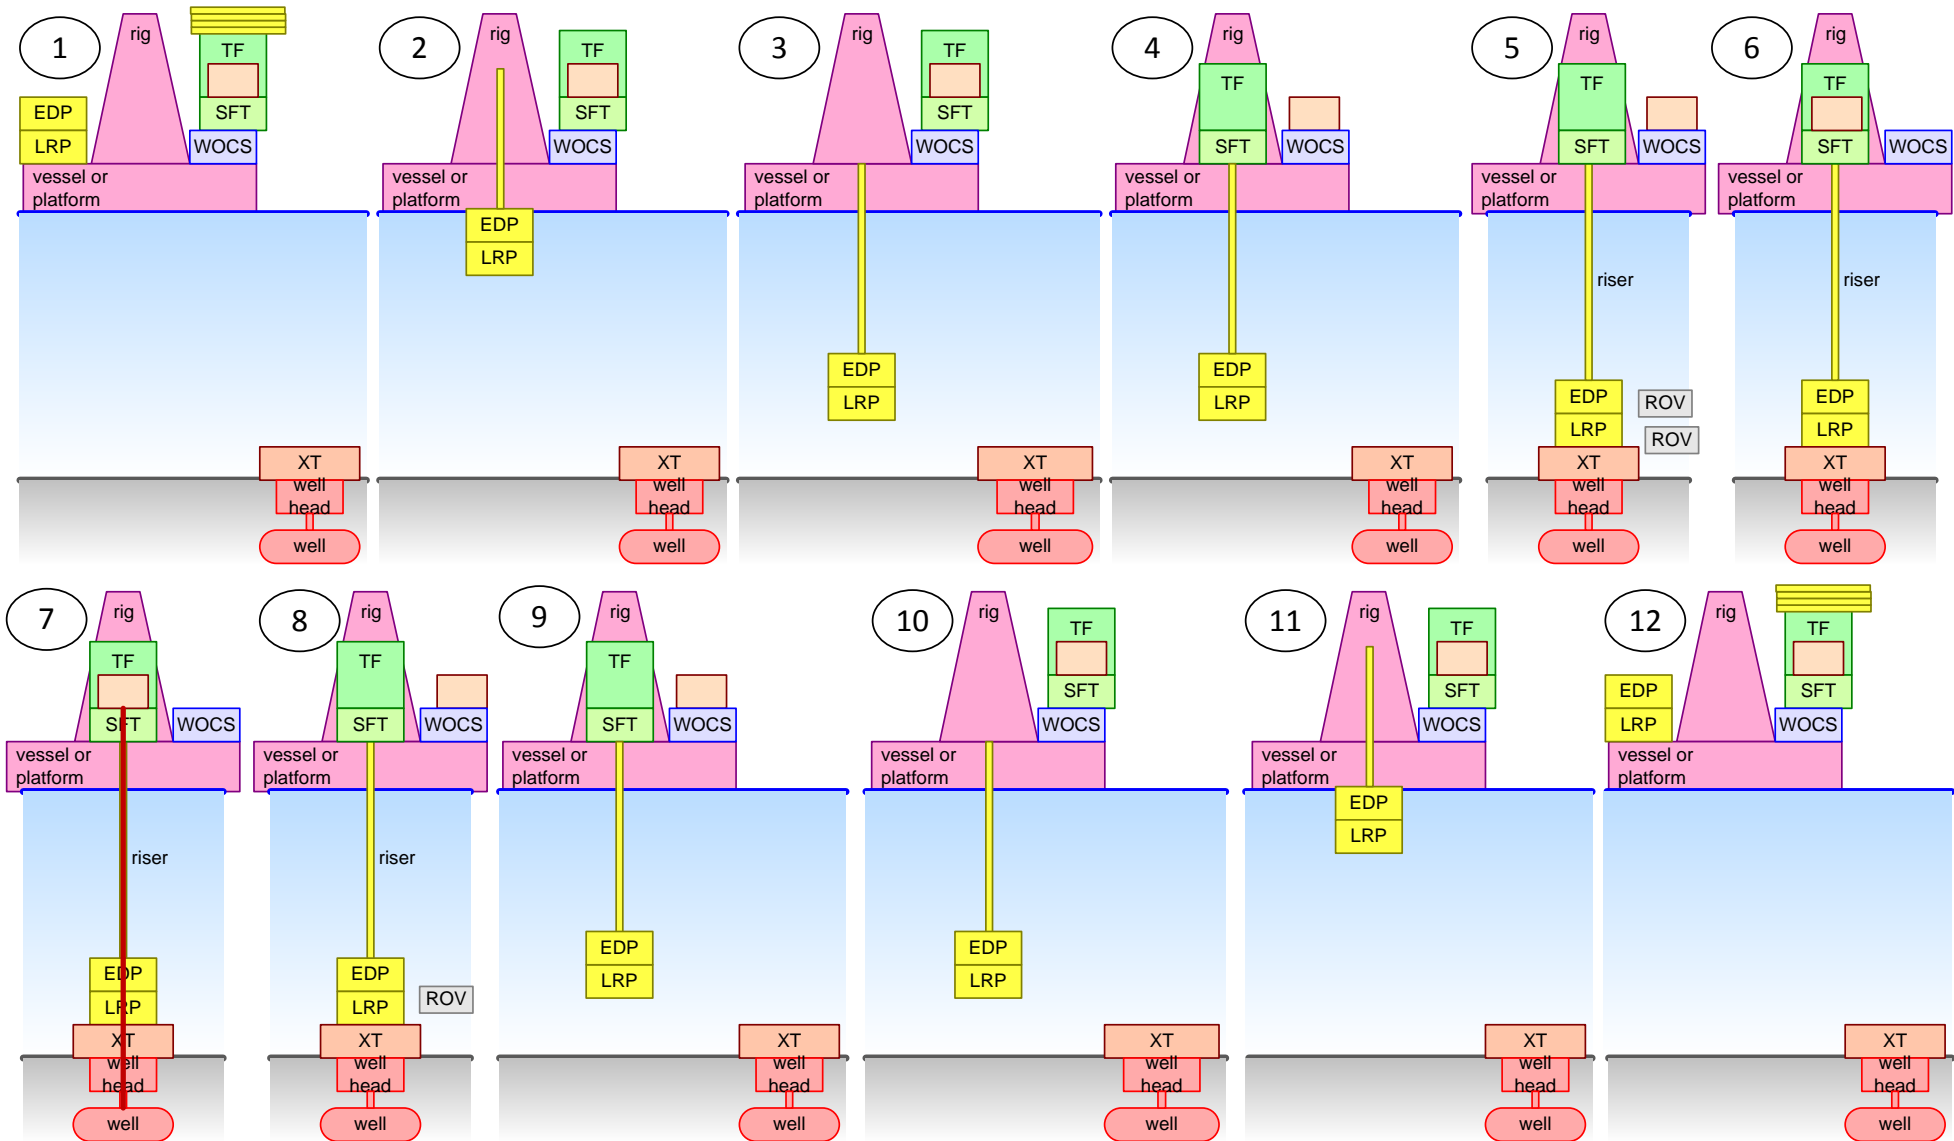 1
rig
TF
EDP
SFT
LRP
WOCS
vessel or
platform
XT
well
head
well
2
rig
TF
SFT
WOCS
vessel or
platform
EDP
LRP
XT
well
head
well
3
rig
TF
SFT
WOCS
vessel or
platform
EDP
LRP
XT
well
head
well
4
rig
TF
SFT
WOCS
vessel or
platform
EDP
LRP
XT
well
head
well
5
rig
TF
SFT
WOCS
vessel or
platform
riser
EDP
ROV
LRP
ROV
XT
well
head
well
6
rig
TF
SFT
WOCS
vessel or
platform
riser
EDP
LRP
XT
well
head
well
7
rig
TF
SFT
WOCS
vessel or
platform
riser
EDP
LRP
XT
well
head
well
8
rig
TF
SFT
WOCS
vessel or
platform
riser
EDP
LRP
ROV
XT
well
head
well
9
rig
TF
SFT
WOCS
vessel or
platform
EDP
LRP
XT
well
head
well
10
rig
TF
SFT
WOCS
vessel or
platform
EDP
LRP
XT
well
head
well
11
rig
TF
SFT
WOCS
vessel or
platform
EDP
LRP
XT
well
head
well
12
rig
TF
EDP
SFT
LRP
WOCS
vessel or
platform
XT
well
head
well